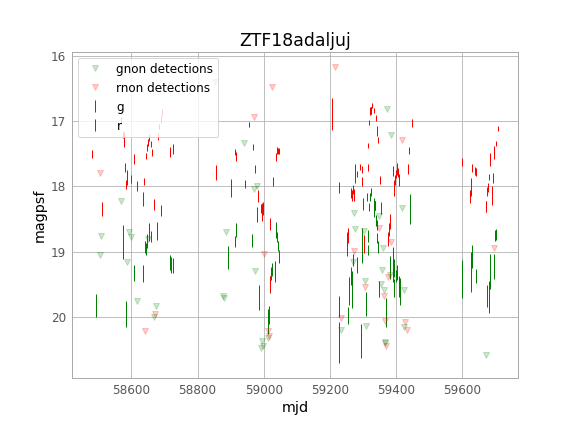 ZTF18adaljuj
16
17
18
19
20
magpsf
gnon detections
rnon detections
g
r
58600 58800 59000 59200 59400 59600
mjd